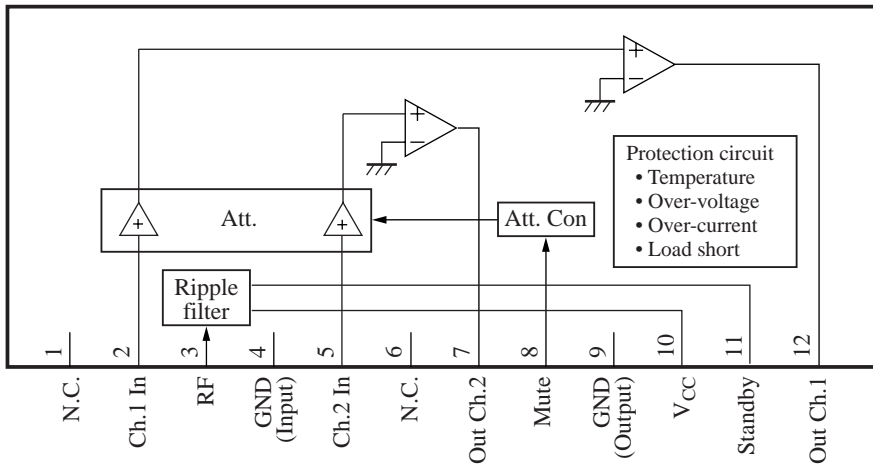 +
−
+
−
Protection circuit
• Temperature
• Over-voltage
• Over-current
• Load short
+
Att.
+
Att. Con
Ripple
filter
1
2
3
4
5
6
7
8
9
10
11
12
N.C.
Ch.1 In
RF
GND
(Input)
Ch.2 In
N.C.
Out Ch.2
Mute
GND
(Output)
VCC
Standby
Out Ch.1